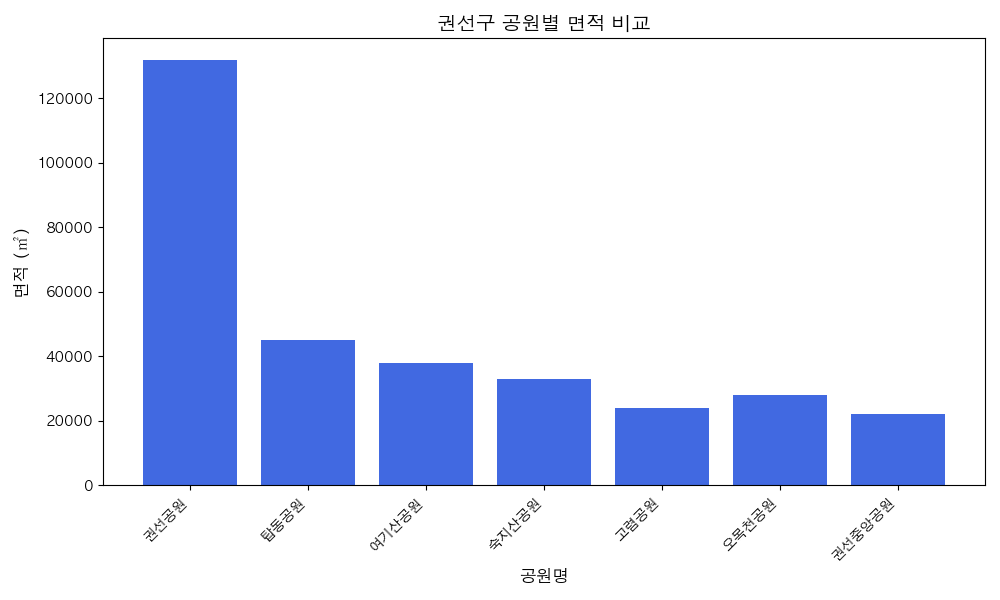 권선구 공원별 면적 비교
면적 (㎡)
120000
100000
80000
60000
40000
20000
0
권선공원
탑동공원
여기산공원
숙지산공원
고렴공원
오목천공원
권선중앙공원
공원명